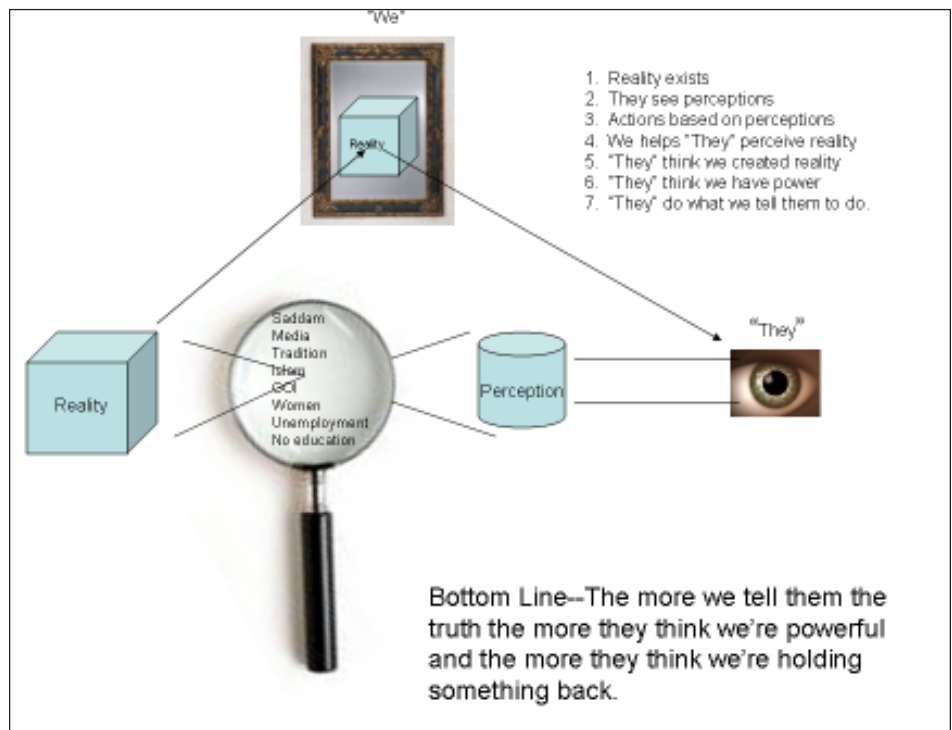 "We"
Reality
1. Reality exists
2. They see perceptions
3. Actions based on perceptions
4. We helps "They" perceive reality
5. "They" think we created reality
6. "They" think we have power
7. "They" do what we tell them to do.
Reality
Saddam
Media
Tradition
Islam
GOI
Women
Unemployment
No education
Perception
“They”
Bottom Line--The more we tell them the
truth the more they think we're powerful
and the more they think we're holding
something back.